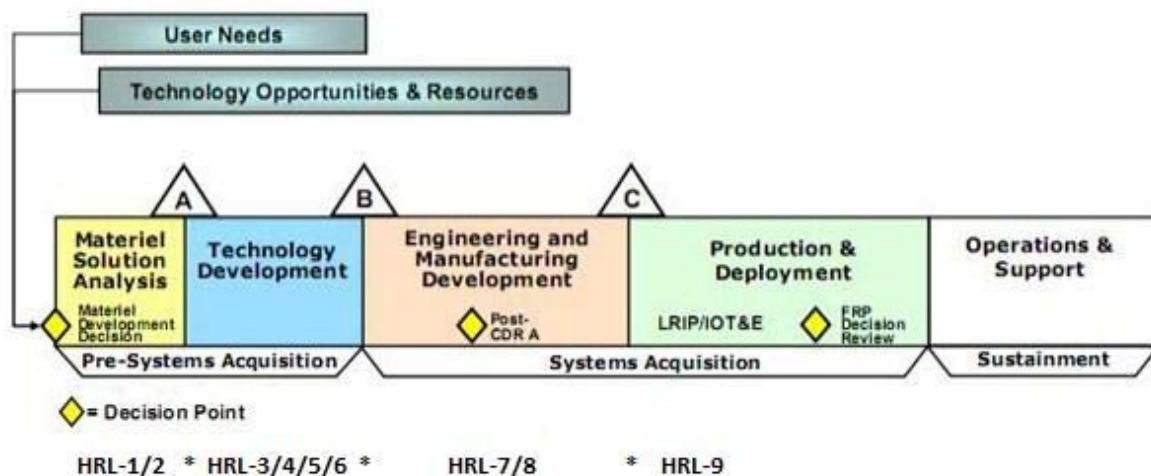 User Needs
Technology Opportunities & Resources
A
B
C
Materiel
Solution
Analysis
Materiel
Development
Decision
Technology
Development
Engineering and
Manufacturing
Development
Post-
CDR A
Production &
Deployment
LRIP/IOT&E
FRP
Decision
Review
Operations &
Support
Pre-Systems Acquisition
Systems Acquisition
Sustainment
= Decision Point
HRL-1/2 * HRL-3/4/5/6 * HRL-7/8 * HRL-9